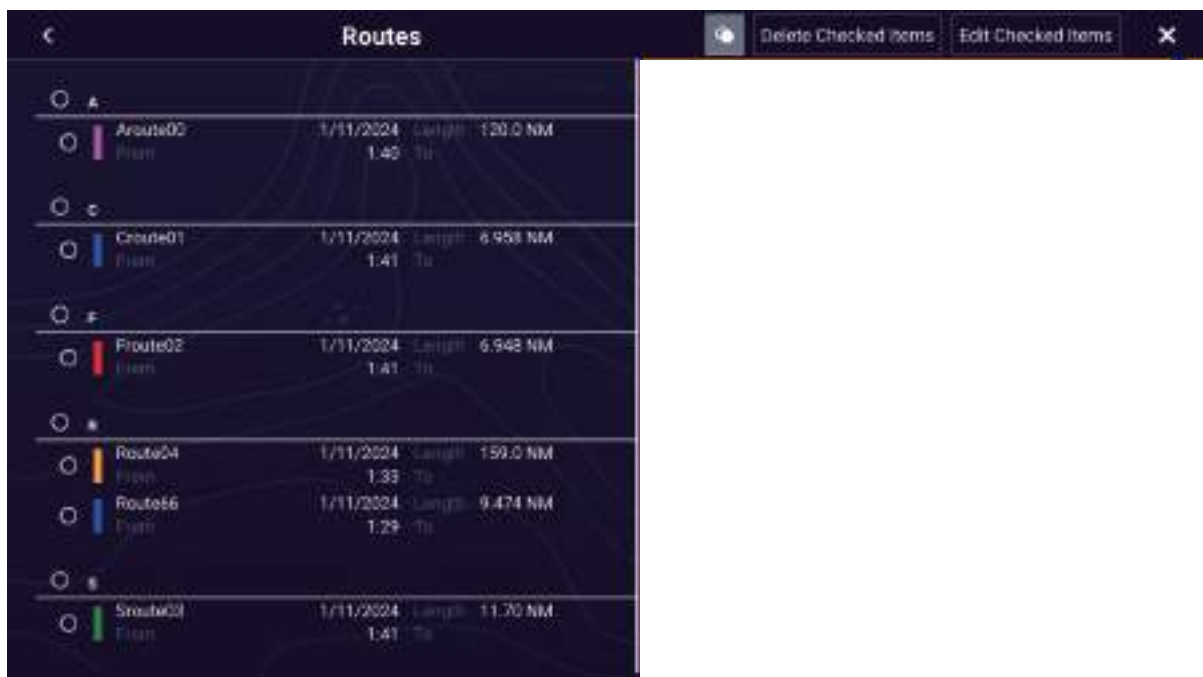 Routes Delete Checked Items Edit Checked Items
A
Aroute00 1/11/2024 Length 120.0 NM
From 1:40 To
C
Croute01 1/11/2024 Length 6.958 NM
From 1:41 To
F
Froute02 1/11/2024 Length 6.948 NM
From 1:41 To
R
Route04 1/11/2024 Length 159.0 NM
From 1:33 To
Route66 1/11/2024 Length 9.474 NM
From 1:29 To
S
Sroute03 1/11/2024 Length 11.70 NM
From 1:41 To